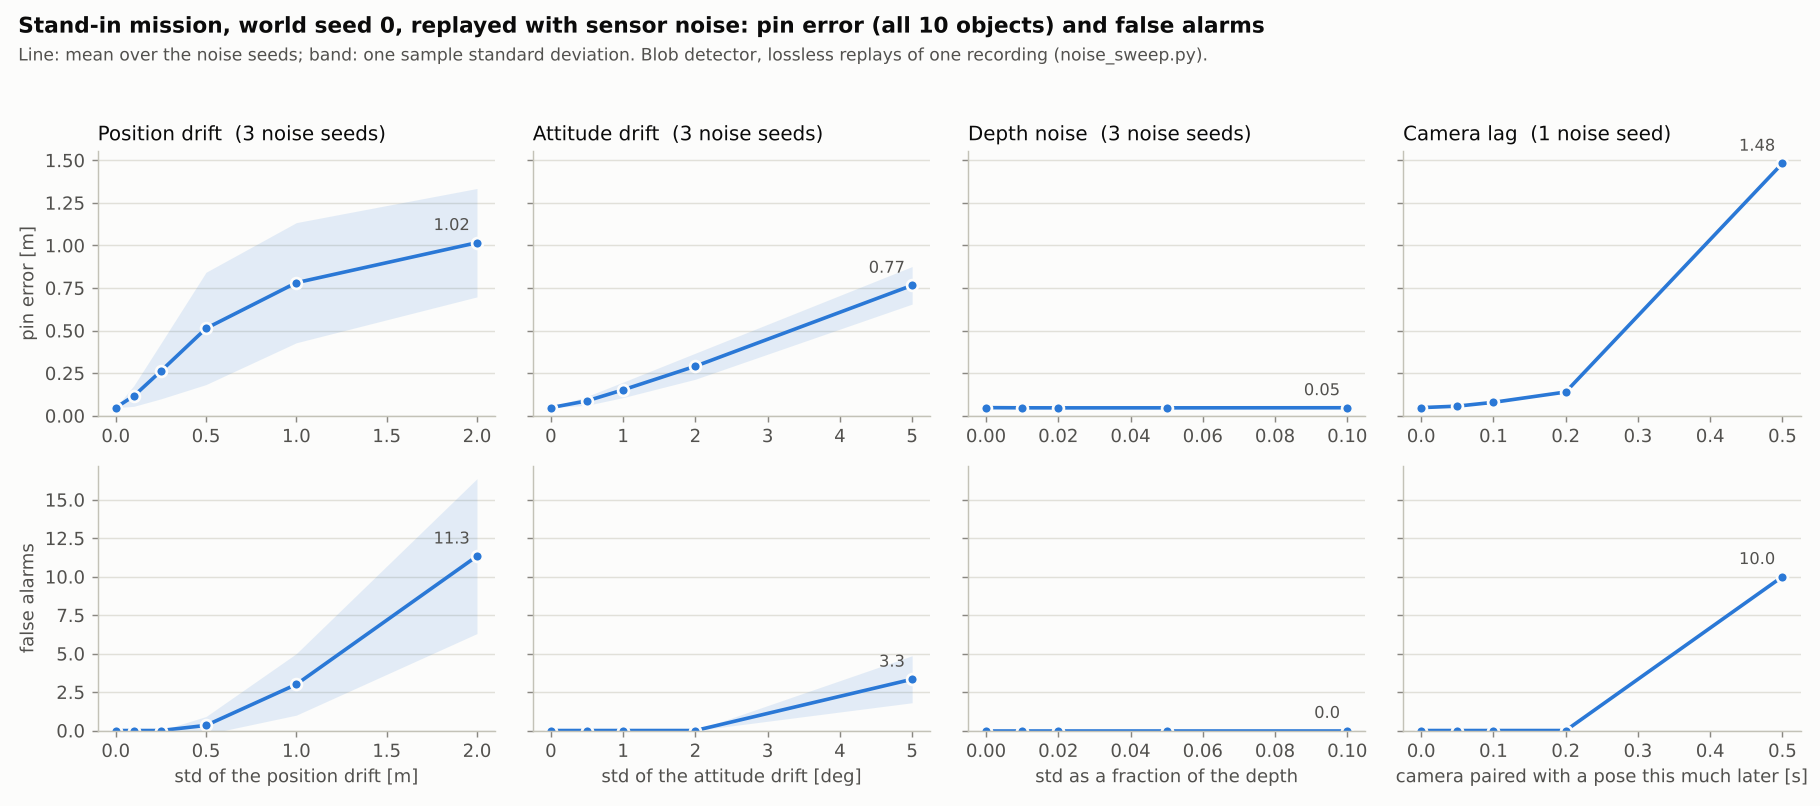 Stand-in mission, world seed 0, replayed with sensor noise: pin error (all 10 objects) and false alarms
Line: mean over the noise seeds; band: one sample standard deviation. Blob detector, lossless replays of one recording (noise_sweep.py).
Position drift  (3 noise seeds)
Attitude drift  (3 noise seeds)
Depth noise  (3 noise seeds)
Camera lag  (1 noise seed)
pin error [m]
1.50
1.25
1.00
0.75
0.50
0.25
0.00
1.02
0.77
0.05
1.48
0.0 0.5 1.0 1.5 2.0
0 1 2 3 4 5
0.00 0.02 0.04 0.06 0.08 0.10
0.0 0.1 0.2 0.3 0.4 0.5
false alarms
15.0
12.5
10.0
7.5
5.0
2.5
0.0
11.3
3.3
0.0
10.0
0.0 0.5 1.0 1.5 2.0
0 1 2 3 4 5
0.00 0.02 0.04 0.06 0.08 0.10
0.0 0.1 0.2 0.3 0.4 0.5
std of the position drift [m]
std of the attitude drift [deg]
std as a fraction of the depth
camera paired with a pose this much later [s]